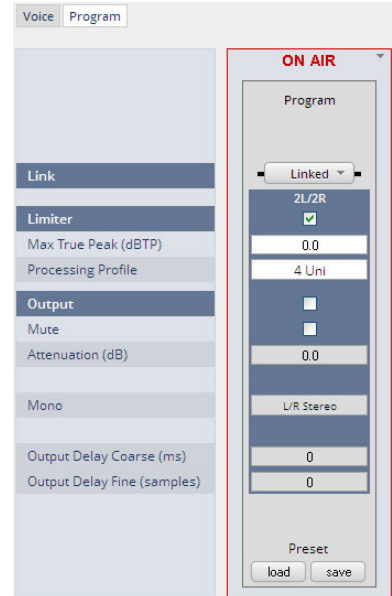 Voice Program
ON AIR
Program
Link Linked
2L/2R
Limiter
Max True Peak (dBTP) 0.0
Processing Profile 4 Uni
Output
Mute
Attenuation (dB) 0.0
Mono L/R Stereo
Output Delay Coarse (ms) 0
Output Delay Fine (samples) 0
Preset
load save